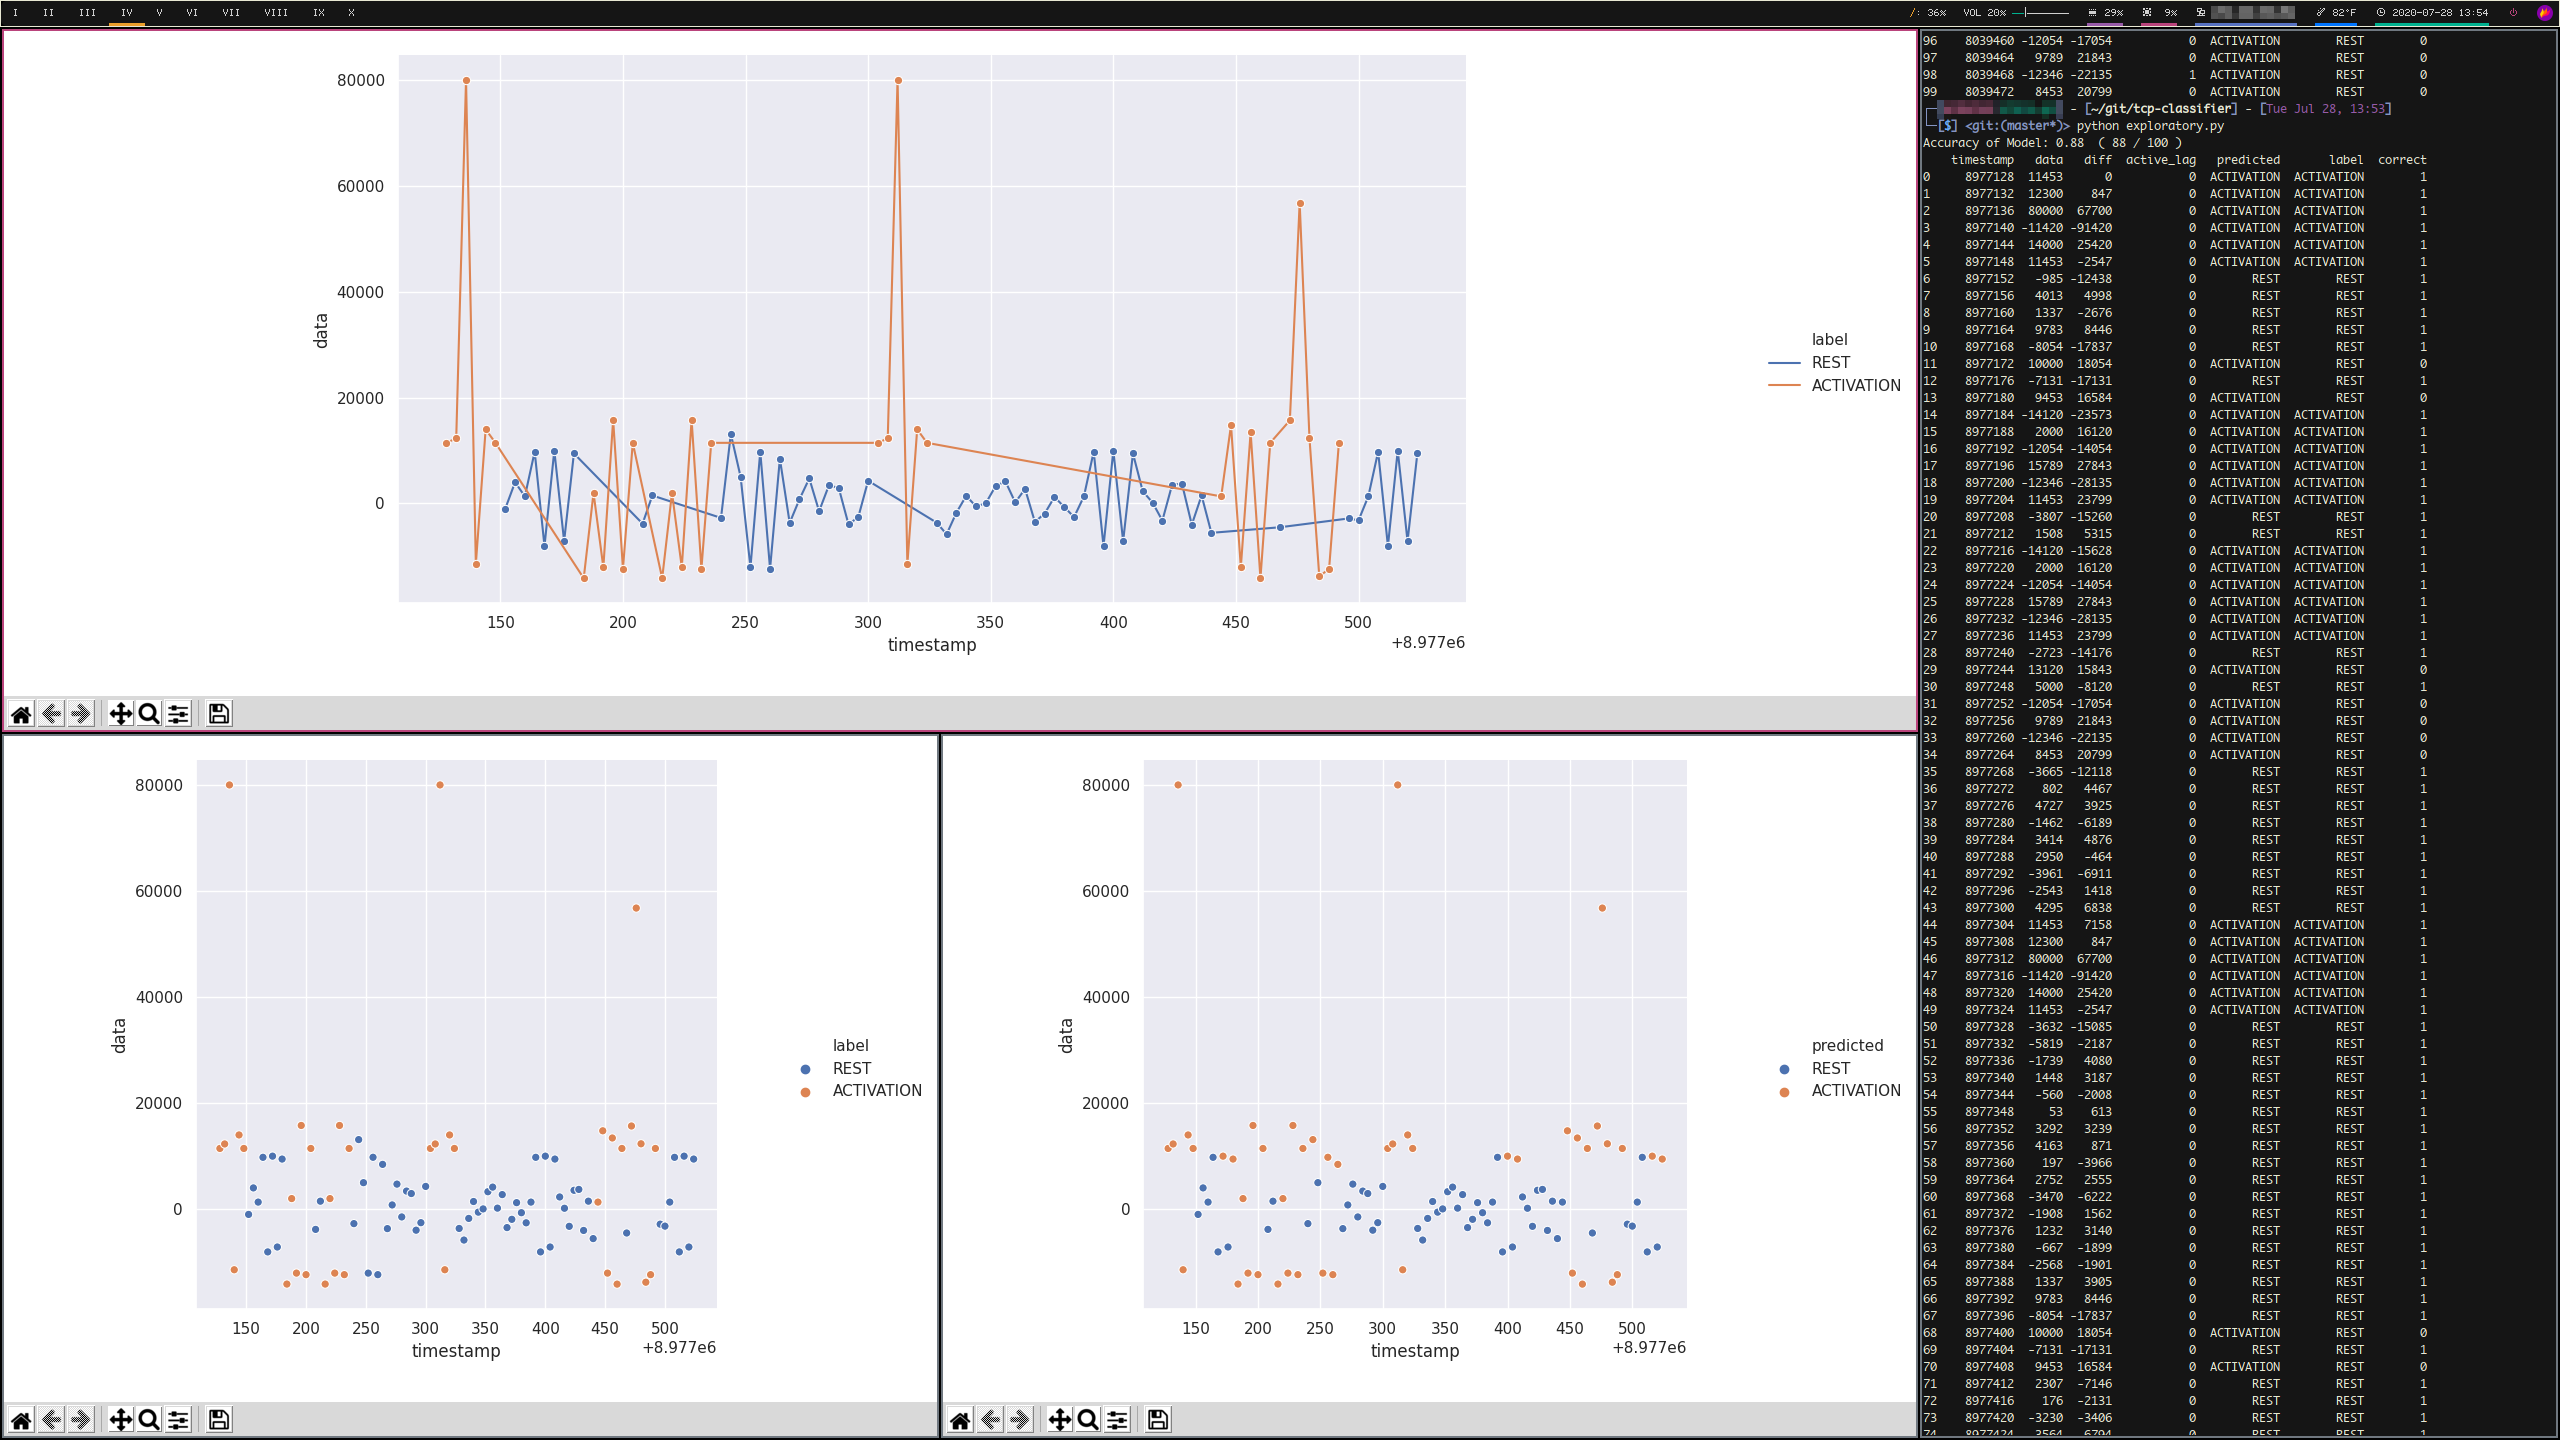 I II III IV V VI VII VIII IX X
/: 36% VOL 20% 29% 9% 82°F 2020-07-28 13:54
80000
60000
40000
20000
0
data
150 200 250 300 350 400 450 500
timestamp
+8.977e6
label
REST
ACTIVATION
80000
60000
40000
20000
0
data
150 200 250 300 350 400 450 500
timestamp
+8.977e6
label
REST
ACTIVATION
80000
60000
40000
20000
0
data
150 200 250 300 350 400 450 500
timestamp
+8.977e6
predicted
REST
ACTIVATION
96 8039460 -12054 -17054 0 ACTIVATION REST 0
97 8039464 9789 21843 0 ACTIVATION REST 0
98 8039468 -12346 -22135 1 ACTIVATION REST 0
99 8039472 8453 20799 0 ACTIVATION REST 0
- [~/git/tcp-classifier] - [Tue Jul 28, 13:53]
[$] <git:(master*)> python exploratory.py
Accuracy of Model: 0.88 ( 88 / 100 )
timestamp data diff active_lag predicted label correct
0 8977128 11453 0 0 ACTIVATION ACTIVATION 1
1 8977132 12300 847 0 ACTIVATION ACTIVATION 1
2 8977136 80000 67700 0 ACTIVATION ACTIVATION 1
3 8977140 -11420 -91420 0 ACTIVATION ACTIVATION 1
4 8977144 14000 25420 0 ACTIVATION ACTIVATION 1
5 8977148 11453 -2547 0 ACTIVATION ACTIVATION 1
6 8977152 -985 -12438 0 REST REST 1
7 8977156 4013 4998 0 REST REST 1
8 8977160 1337 -2676 0 REST REST 1
9 8977164 9783 8446 0 REST REST 1
10 8977168 -8054 -17837 0 REST REST 1
11 8977172 10000 18054 0 ACTIVATION REST 0
12 8977176 -7131 -17131 0 REST REST 1
13 8977180 9453 16584 0 ACTIVATION REST 0
14 8977184 -14120 -23573 0 ACTIVATION ACTIVATION 1
15 8977188 2000 16120 0 ACTIVATION ACTIVATION 1
16 8977192 -12054 -14054 0 ACTIVATION ACTIVATION 1
17 8977196 15789 27843 0 ACTIVATION ACTIVATION 1
18 8977200 -12346 -28135 0 ACTIVATION ACTIVATION 1
19 8977204 11453 23799 0 ACTIVATION ACTIVATION 1
20 8977208 -3807 -15260 0 REST REST 1
21 8977212 1508 5315 0 REST REST 1
22 8977216 -14120 -15628 0 ACTIVATION ACTIVATION 1
23 8977220 2000 16120 0 ACTIVATION ACTIVATION 1
24 8977224 -12054 -14054 0 ACTIVATION ACTIVATION 1
25 8977228 15789 27843 0 ACTIVATION ACTIVATION 1
26 8977232 -12346 -28135 0 ACTIVATION ACTIVATION 1
27 8977236 11453 23799 0 ACTIVATION ACTIVATION 1
28 8977240 -2723 -14176 0 REST REST 1
29 8977244 13120 15843 0 ACTIVATION REST 0
30 8977248 5000 -8120 0 REST REST 1
31 8977252 -12054 -17054 0 ACTIVATION REST 0
32 8977256 9789 21843 0 ACTIVATION REST 0
33 8977260 -12346 -22135 0 ACTIVATION REST 0
34 8977264 8453 20799 0 ACTIVATION REST 0
35 8977268 -3665 -12118 0 REST REST 1
36 8977272 802 4467 0 REST REST 1
37 8977276 4727 3925 0 REST REST 1
38 8977280 -1462 -6189 0 REST REST 1
39 8977284 3414 4876 0 REST REST 1
40 8977288 2950 -464 0 REST REST 1
41 8977292 -3961 -6911 0 REST REST 1
42 8977296 -2543 1418 0 REST REST 1
43 8977300 4295 6838 0 REST REST 1
44 8977304 11453 7158 0 ACTIVATION ACTIVATION 1
45 8977308 12300 847 0 ACTIVATION ACTIVATION 1
46 8977312 80000 67700 0 ACTIVATION ACTIVATION 1
47 8977316 -11420 -91420 0 ACTIVATION ACTIVATION 1
48 8977320 14000 25420 0 ACTIVATION ACTIVATION 1
49 8977324 11453 -2547 0 ACTIVATION ACTIVATION 1
50 8977328 -3632 -15085 0 REST REST 1
51 8977332 -5819 -2187 0 REST REST 1
52 8977336 -1739 4080 0 REST REST 1
53 8977340 1448 3187 0 REST REST 1
54 8977344 -560 -2008 0 REST REST 1
55 8977348 53 613 0 REST REST 1
56 8977352 3292 3239 0 REST REST 1
57 8977356 4163 871 0 REST REST 1
58 8977360 197 -3966 0 REST REST 1
59 8977364 2752 2555 0 REST REST 1
60 8977368 -3470 -6222 0 REST REST 1
61 8977372 -1908 1562 0 REST REST 1
62 8977376 1232 3140 0 REST REST 1
63 8977380 -667 -1899 0 REST REST 1
64 8977384 -2568 -1901 0 REST REST 1
65 8977388 1337 3905 0 REST REST 1
66 8977392 9783 8446 0 REST REST 1
67 8977396 -8054 -17837 0 REST REST 1
68 8977400 10000 18054 0 ACTIVATION REST 0
69 8977404 -7131 -17131 0 REST REST 1
70 8977408 9453 16584 0 ACTIVATION REST 0
71 8977412 2307 -7146 0 REST REST 1
72 8977416 176 -2131 0 REST REST 1
73 8977420 -3230 -3406 0 REST REST 1
74 8977424 3564 6794 0 REST REST 1